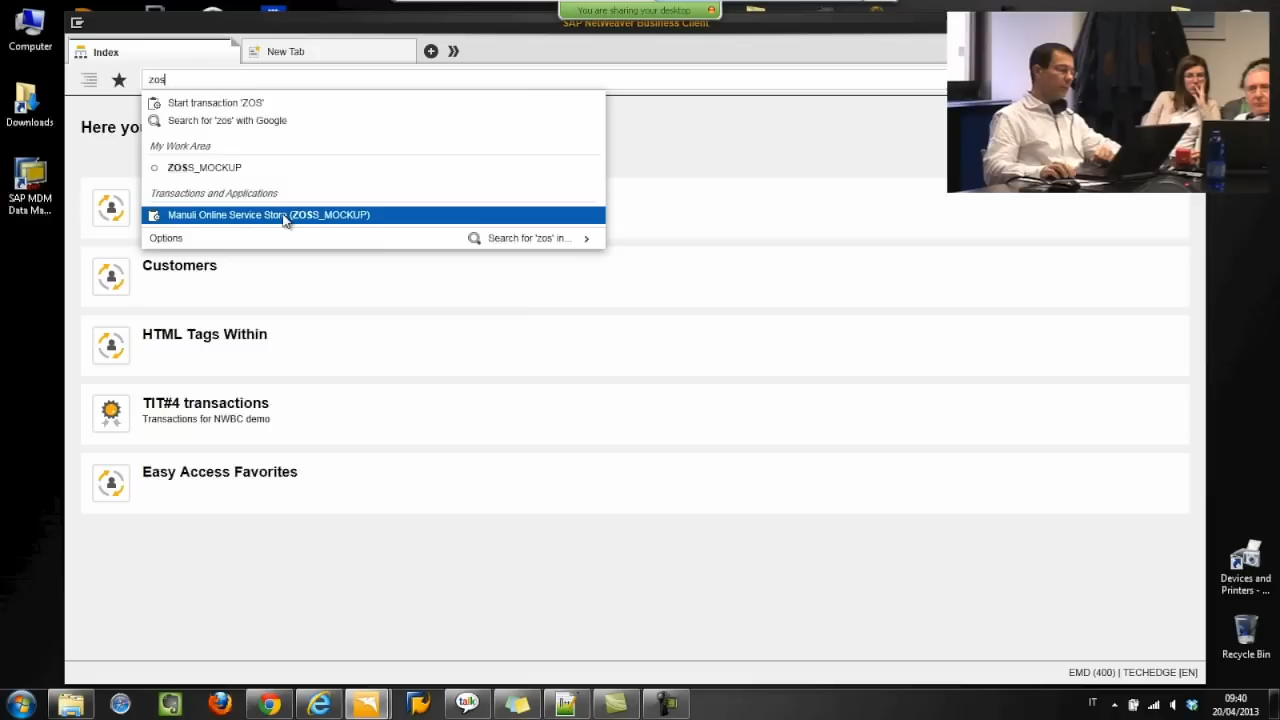 You are sharing your desktop
SAP NetWeaver Business Client
Computer
Downloads
SAP MDM
Data Ma...
Index
New Tab
zos
Start transaction 'ZOS'
Search for 'zos' with Google
My Work Area
ZOSS_MOCKUP
Transactions and Applications
Manuli Online Service Store (ZOSS_MOCKUP)
Options
Search for 'zos' in...
Here yo
Customers
HTML Tags Within
TIT#4 transactions
Transactions for NWBC demo
Easy Access Favorites
Devices and
Printers - ...
Recycle Bin
EMD (400) | TECHEDGE [EN]
talk
IT
09:40
20/04/2013